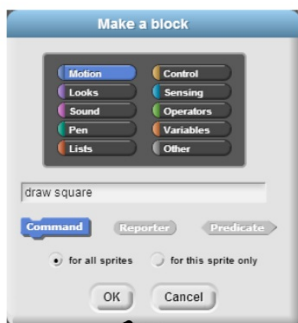 Make a block
Motion Control
Looks Sensing
Sound Operators
Pen Variables
Lists Other
draw square
Command Reporter Predicate
for all sprites for this sprite only
OK Cancel